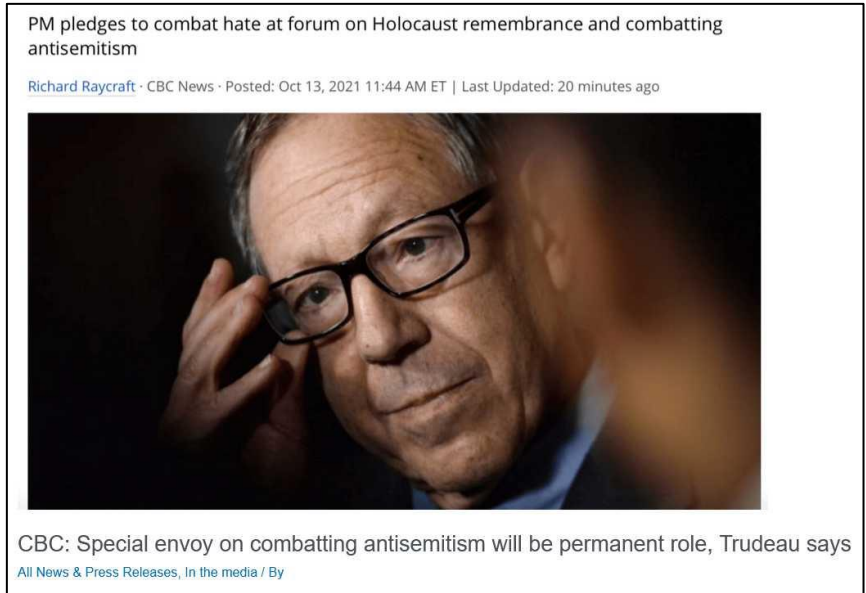 PM pledges to combat hate at forum on Holocaust remembrance and combatting
antisemitism
Richard Raycraft · CBC News · Posted: Oct 13, 2021 11:44 AM ET | Last Updated: 20 minutes ago
CBC: Special envoy on combatting antisemitism will be permanent role, Trudeau says
All News & Press Releases, In the media / By